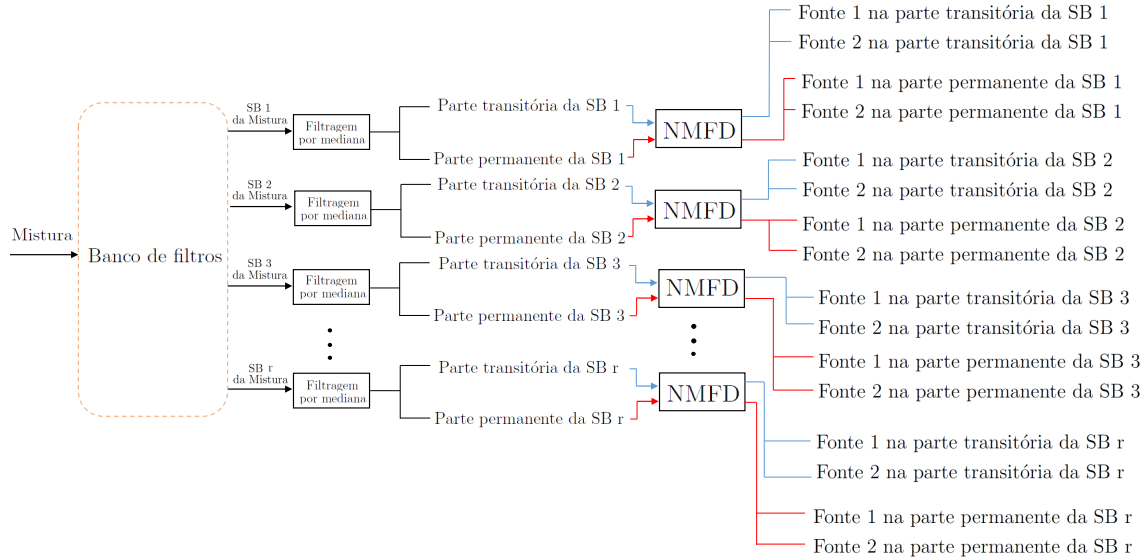 Mistura
Banco de filtros
SB 1
da Mistura
Filtragem
por mediana
Parte transitória da SB 1
Parte permanente da SB 1
NMFD
Fonte 1 na parte transitória da SB 1
Fonte 2 na parte transitória da SB 1
Fonte 1 na parte permanente da SB 1
Fonte 2 na parte permanente da SB 1
SB 2
da Mistura
Filtragem
por mediana
Parte transitória da SB 2
Parte permanente da SB 2
NMFD
Fonte 1 na parte transitória da SB 2
Fonte 2 na parte transitória da SB 2
Fonte 1 na parte permanente da SB 2
Fonte 2 na parte permanente da SB 2
SB 3
da Mistura
Filtragem
por mediana
Parte transitória da SB 3
Parte permanente da SB 3
NMFD
Fonte 1 na parte transitória da SB 3
Fonte 2 na parte transitória da SB 3
Fonte 1 na parte permanente da SB 3
Fonte 2 na parte permanente da SB 3
SB r
da Mistura
Filtragem
por mediana
Parte transitória da SB r
Parte permanente da SB r
NMFD
Fonte 1 na parte transitória da SB r
Fonte 2 na parte transitória da SB r
Fonte 1 na parte permanente da SB r
Fonte 2 na parte permanente da SB r